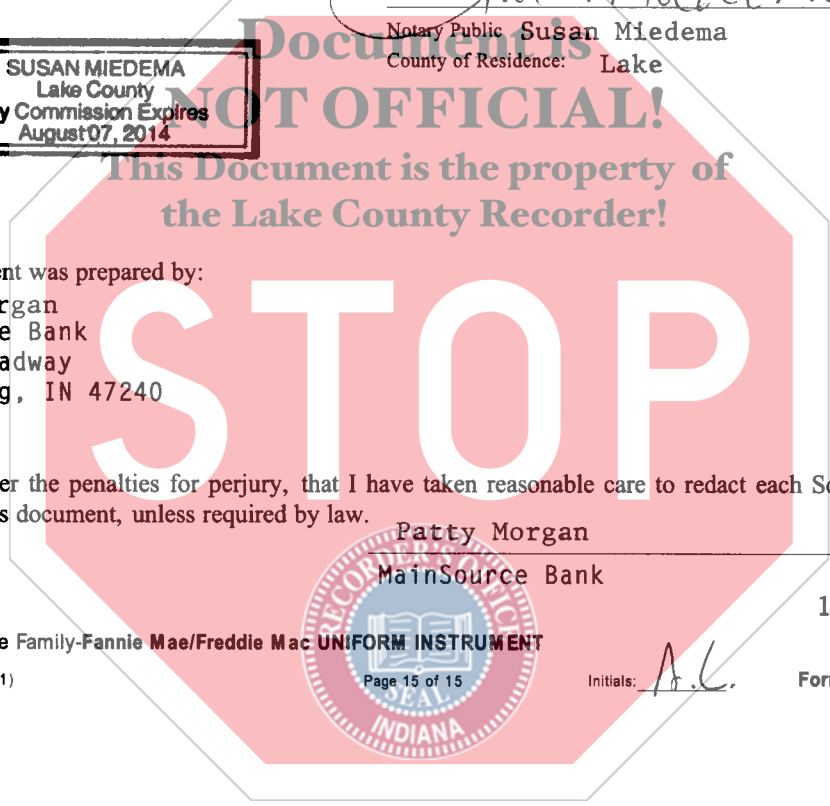 Document is
Notary Public Susan Miedema
County of Residence: Lake
SUSAN MIEDEMA
Lake County
y Commission Expires
August 07, 2014
NOT OFFICIAL!
This Document is the property of
the Lake County Recorder!
ent was prepared by:
rgan
e Bank
adway
g, IN 47240
STOP
er the penalties for perjury, that I have taken reasonable care to redact each So
s document, unless required by law.
Patty Morgan
MainSource Bank
1
RECORDER'S OFFICE
e Family-Fannie Mae/Freddie Mac UNIFORM INSTRUMENT
1)
Page 15 of 15
Initials: A.C.
For
SEAL
INDIANA